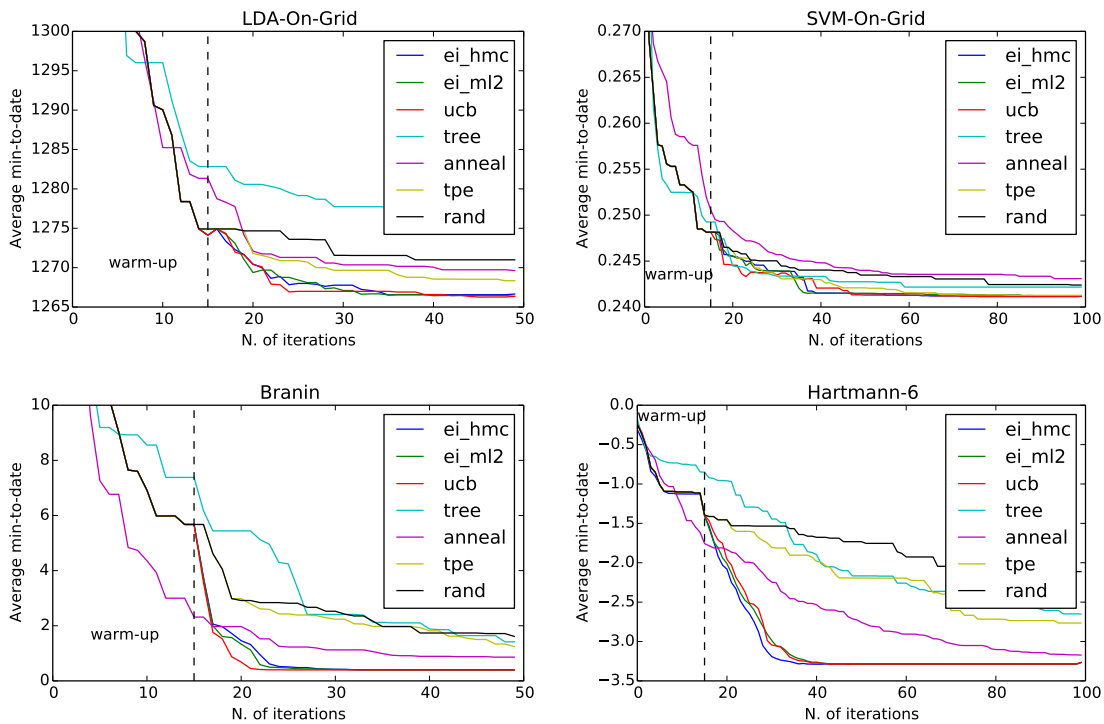 LDA-On-Grid
1300
1295
1290
1285
1280
1275
1270
1265
0
10
20
30
40
50
Average min-to-date
N. of iterations
warm-up
ei_hmc
ei_ml2
ucb
tree
anneal
tpe
rand
SVM-On-Grid
0.270
0.265
0.260
0.255
0.250
0.245
0.240
0
20
40
60
80
100
Average min-to-date
N. of iterations
warm-up
ei_hmc
ei_ml2
ucb
tree
anneal
tpe
rand
Branin
10
8
6
4
2
0
0
10
20
30
40
50
Average min-to-date
N. of iterations
warm-up
ei_hmc
ei_ml2
ucb
tree
anneal
tpe
rand
Hartmann-6
0.0
−0.5
−1.0
−1.5
−2.0
−2.5
−3.0
−3.5
0
20
40
60
80
100
Average min-to-date
N. of iterations
warm-up
ei_hmc
ei_ml2
ucb
tree
anneal
tpe
rand